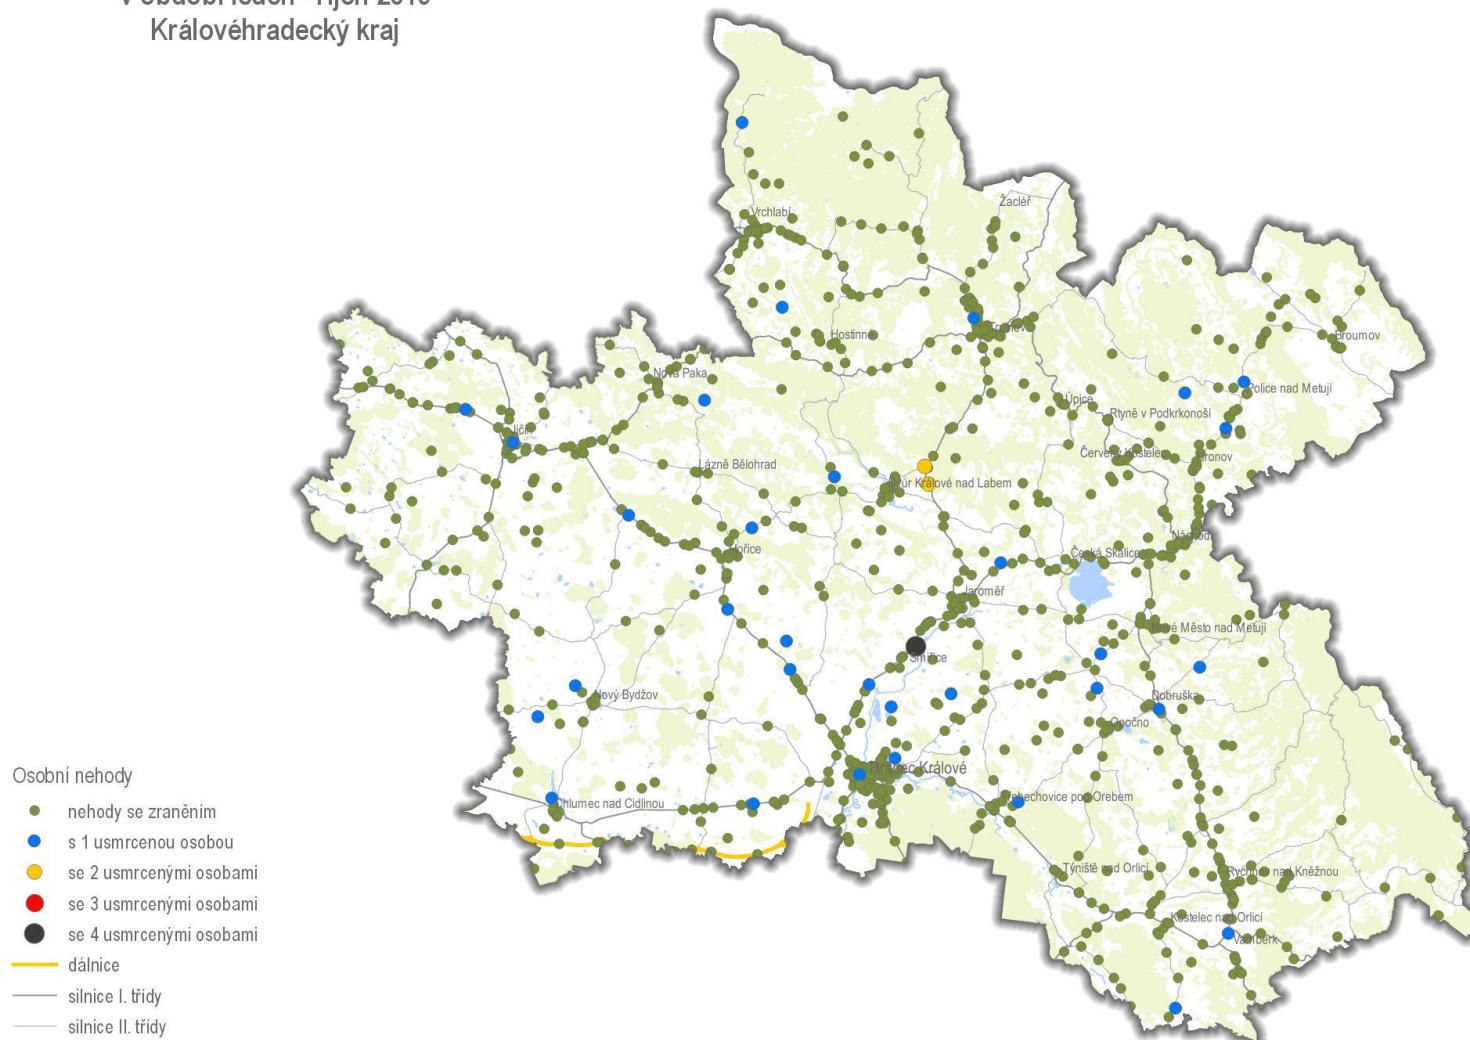 Královéhradecký kraj
Žacléř
Vrchlabí
Hostinné
Trutnov
Broumov
Nová Paka
Police nad Metují
Úpice
Rtyně v Podkrkonoší
Jičín
Lázně Bělohrad
Červený Kostelec
Hronov
Dvůr Králové nad Labem
Hořice
Česká Skalice
Náchod
Jaroměř
Nové Město nad Metují
Smiřice
Nový Bydžov
Dobruška
Opočno
Hradec Králové
Chlumec nad Cidlinou
Třebechovice pod Orebem
Týniště nad Orlicí
Rychnov nad Kněžnou
Kostelec nad Orlicí
Vamberk
Osobní nehody
nehody se zraněním
s 1 usmrcenou osobou
se 2 usmrcenými osobami
se 3 usmrcenými osobami
se 4 usmrcenými osobami
dálnice
silnice I. třídy
silnice II. třídy